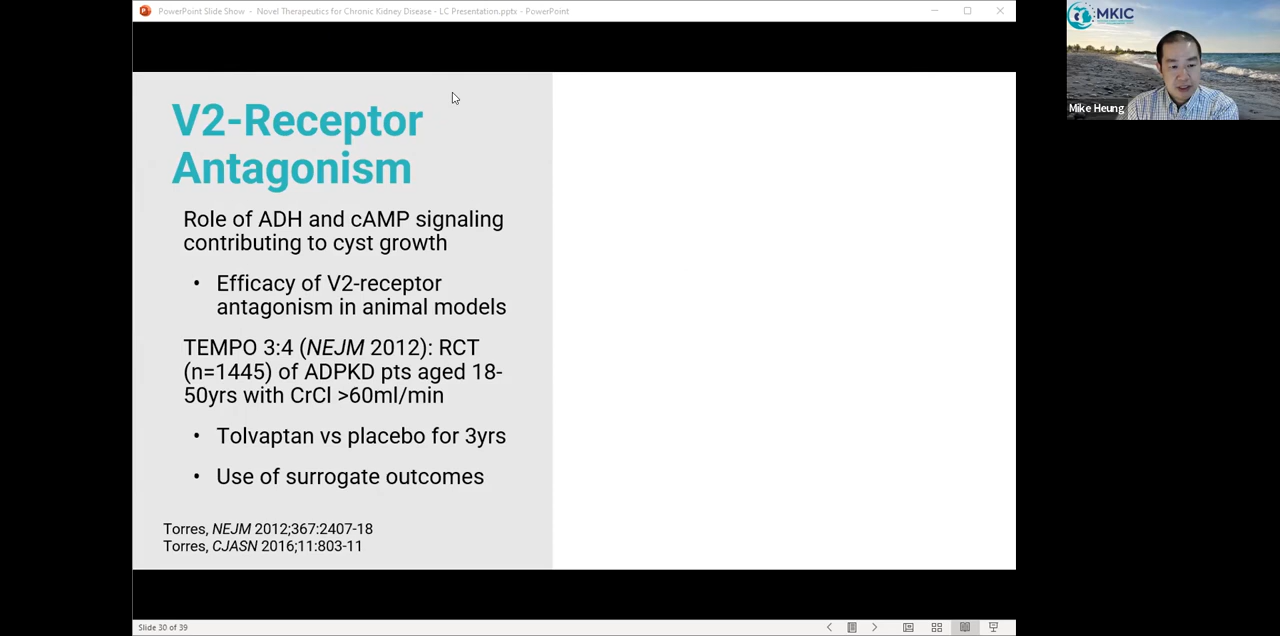 PowerPoint Slide Show - Novel Therapeutics for Chronic Kidney Disease - LC Presentation.pptx - PowerPoint
MKIC
Mike Heung
V2-Receptor
Antagonism
Role of ADH and cAMP signaling
contributing to cyst growth
• Efficacy of V2-receptor
antagonism in animal models
TEMPO 3:4 (NEJM 2012): RCT
(n=1445) of ADPKD pts aged 18-
50yrs with CrCl >60ml/min
• Tolvaptan vs placebo for 3yrs
• Use of surrogate outcomes
Torres, NEJM 2012;367:2407-18
Torres, CJASN 2016;11:803-11
Slide 30 of 39